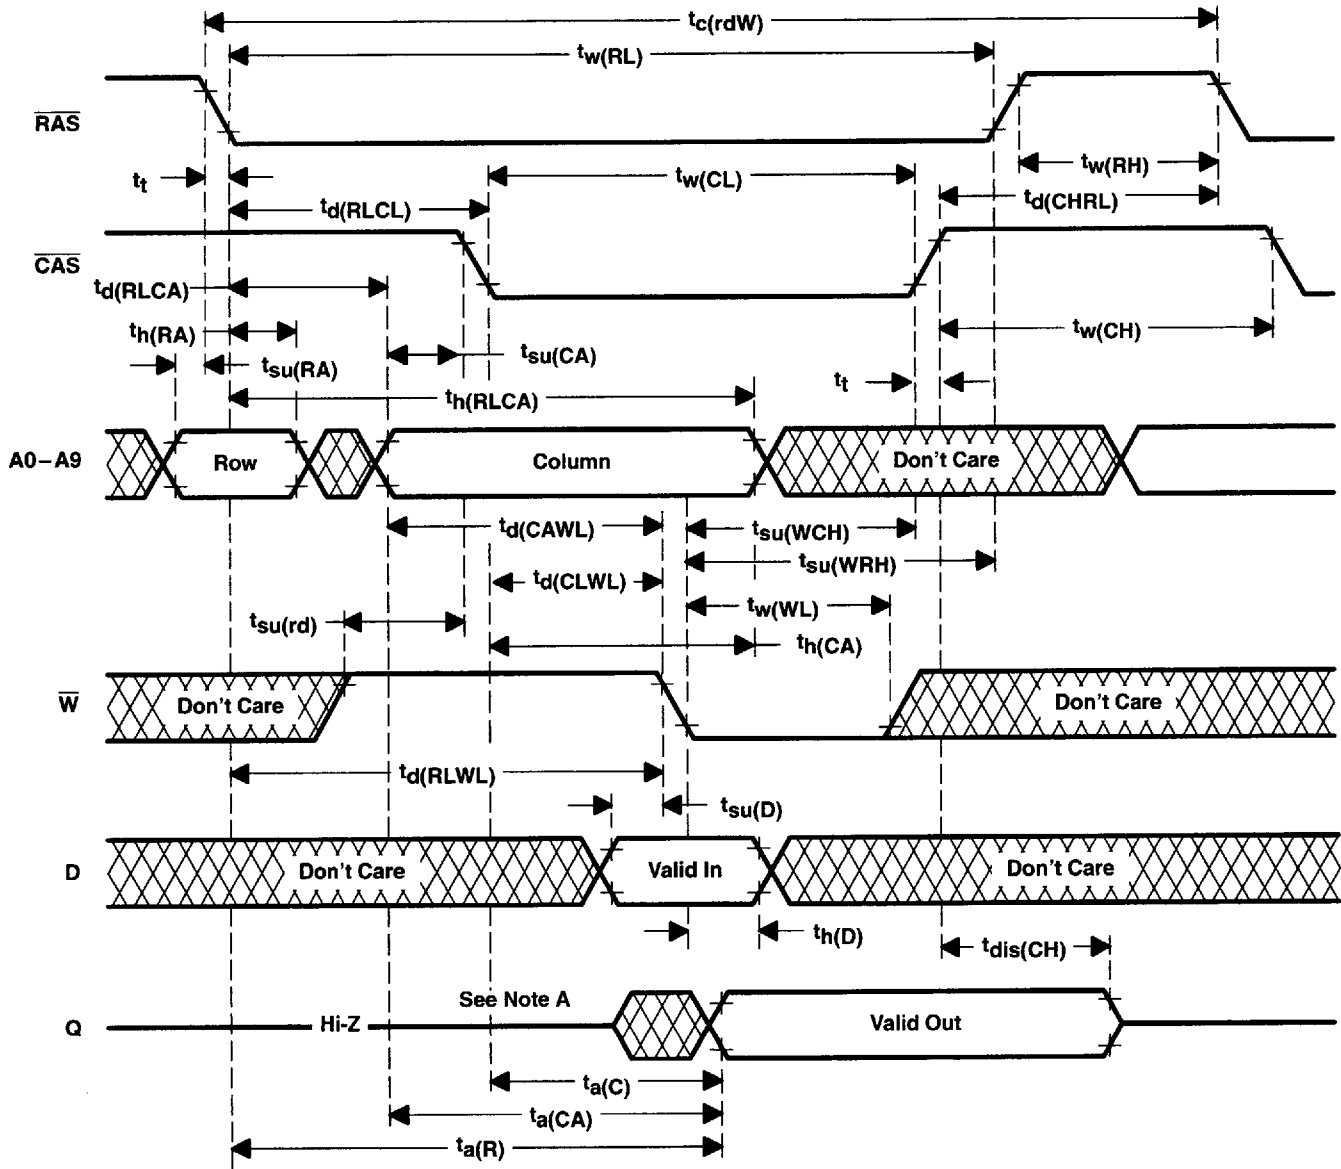 tc(rdW)
tw(RL)
RAS
tt
tw(CL)
tw(RH)
td(RLCL)
td(CHRL)
CAS
td(RLCA)
th(RA)
tsu(RA)
tsu(CA)
tw(CH)
tt
th(RLCA)
A0–A9
Row
Column
Don't Care
td(CAWL)
tsu(WCH)
tsu(WRH)
td(CLWL)
tw(WL)
tsu(rd)
th(CA)
W
Don't Care
Don't Care
td(RLWL)
tsu(D)
D
Don't Care
Valid In
Don't Care
th(D)
tdis(CH)
See Note A
Q
Hi-Z
Valid Out
ta(C)
ta(CA)
ta(R)